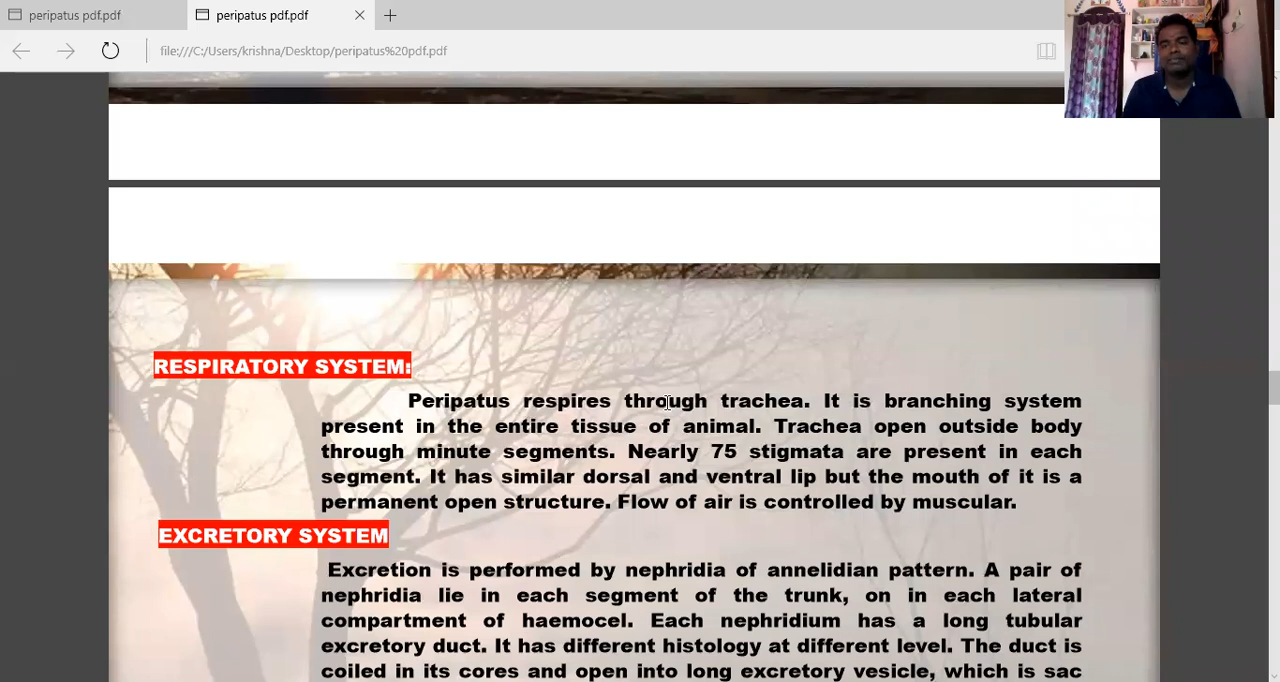 peripatus pdf.pdf
peripatus pdf.pdf
file:///C:/Users/krishna/Desktop/peripatus%20pdf.pdf
RESPIRATORY SYSTEM:
Peripatus respires through trachea. It is branching system
present in the entire tissue of animal. Trachea open outside body
through minute segments. Nearly 75 stigmata are present in each
segment. It has similar dorsal and ventral lip but the mouth of it is a
permanent open structure. Flow of air is controlled by muscular.
EXCRETORY SYSTEM
Excretion is performed by nephridia of annelidian pattern. A pair of
nephridia lie in each segment of the trunk, on in each lateral
compartment of haemocel. Each nephridium has a long tubular
excretory duct. It has different histology at different level. The duct is
coiled in its cores and open into long excretory vesicle, which is sac